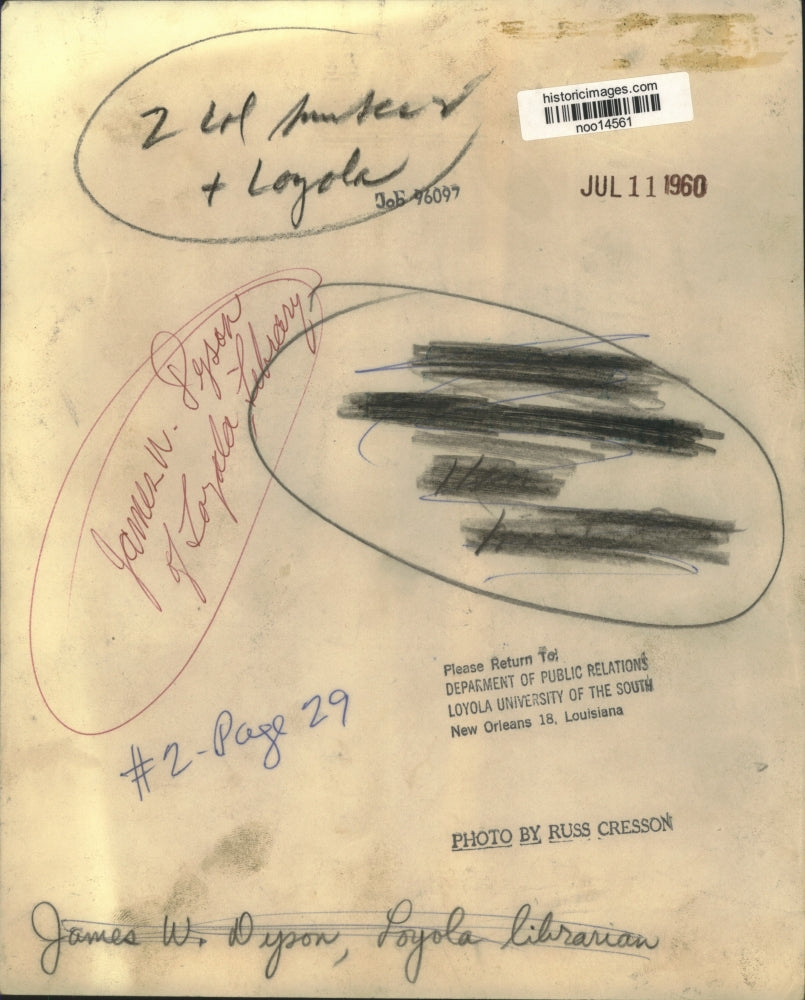 historicimages.com
noo14561
2 col
+ Loyola
Job 96097
JUL 11 1960
James W. Dyson
of Loyola Library
Please Return To:
DEPARMENT OF PUBLIC RELATIONS
LOYOLA UNIVERSITY OF THE SOUTH
New Orleans 18, Louisiana
#2-Page 29
PHOTO BY RUSS CRESSON
James W. Dyson, Loyola librarian